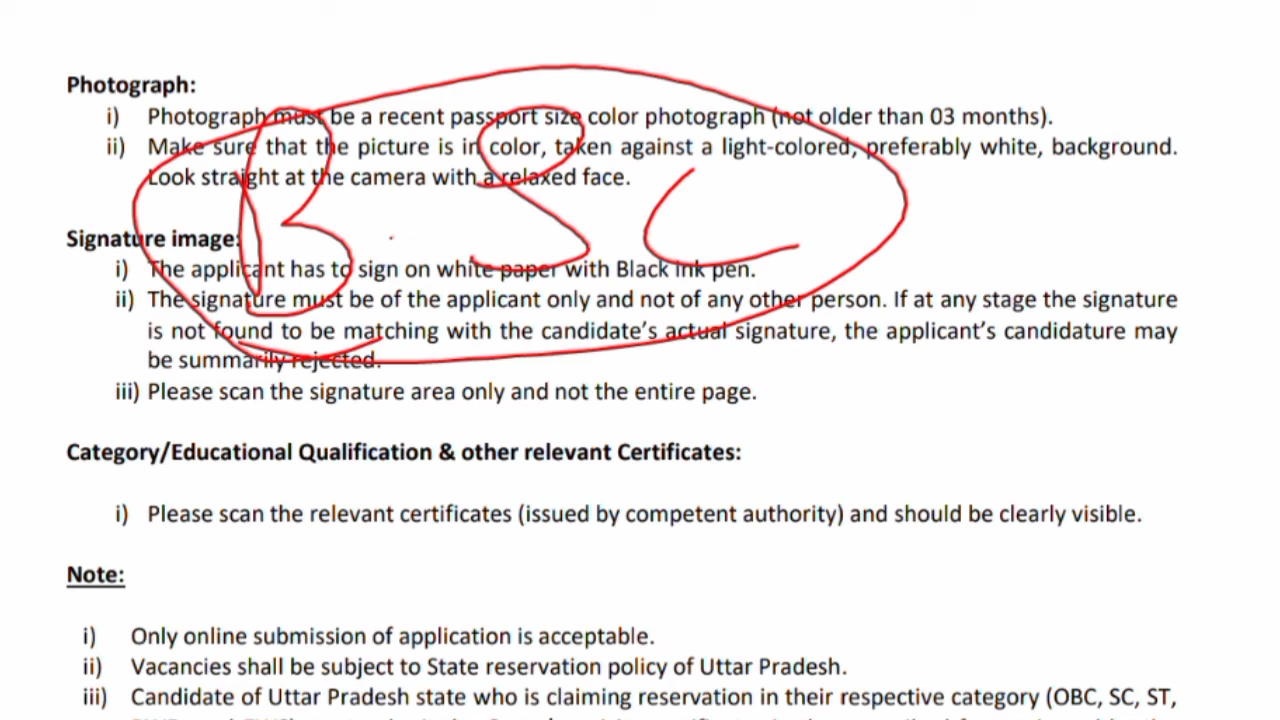 Photograph:
i) Photograph must be a recent passport size color photograph (not older than 03 months).
ii) Make sure that the picture is in color, taken against a light-colored, preferably white, background.
Look straight at the camera with a relaxed face.
B.SC
Signature image:
i) The applicant has to sign on white paper with Black Ink pen.
ii) The signature must be of the applicant only and not of any other person. If at any stage the signature
is not found to be matching with the candidate's actual signature, the applicant's candidature may
be summarily rejected.
iii) Please scan the signature area only and not the entire page.
Category/Educational Qualification & other relevant Certificates:
i) Please scan the relevant certificates (issued by competent authority) and should be clearly visible.
Note:
i) Only online submission of application is acceptable.
ii) Vacancies shall be subject to State reservation policy of Uttar Pradesh.
iii) Candidate of Uttar Pradesh state who is claiming reservation in their respective category (OBC, SC, ST,